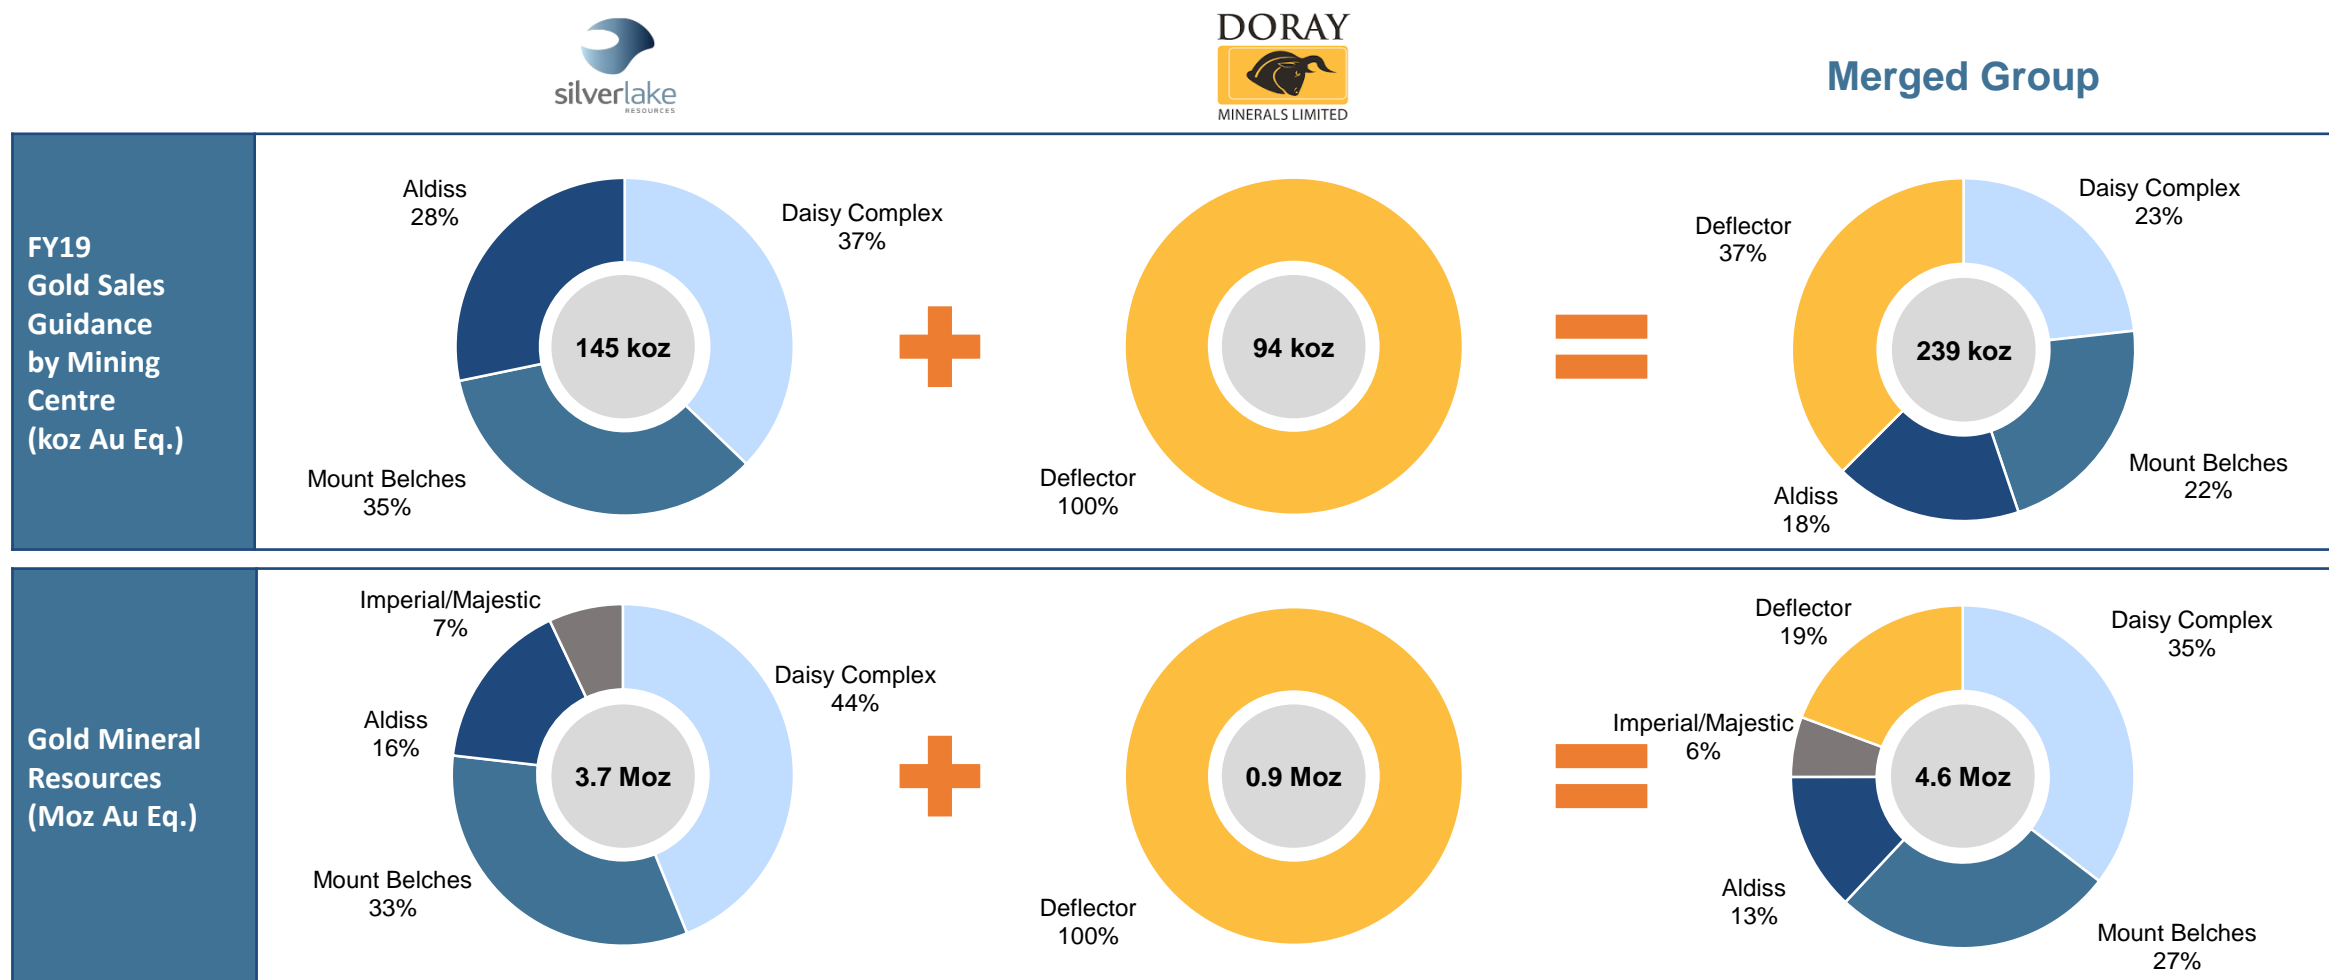 silverlake
RESOURCES
DORAY
MINERALS LIMITED
Merged Group
FY19
Gold Sales
Guidance
by Mining
Centre
(koz Au Eq.)
Aldiss
28%
Daisy Complex
37%
145 koz
Mount Belches
35%
94 koz
Deflector
100%
Deflector
37%
Daisy Complex
23%
239 koz
Mount Belches
22%
Aldiss
18%
Gold Mineral
Resources
(Moz Au Eq.)
Imperial/Majestic
7%
Daisy Complex
44%
Aldiss
16%
3.7 Moz
Mount Belches
33%
0.9 Moz
Deflector
100%
Deflector
19%
Daisy Complex
35%
Imperial/Majestic
6%
4.6 Moz
Aldiss
13%
Mount Belches
27%